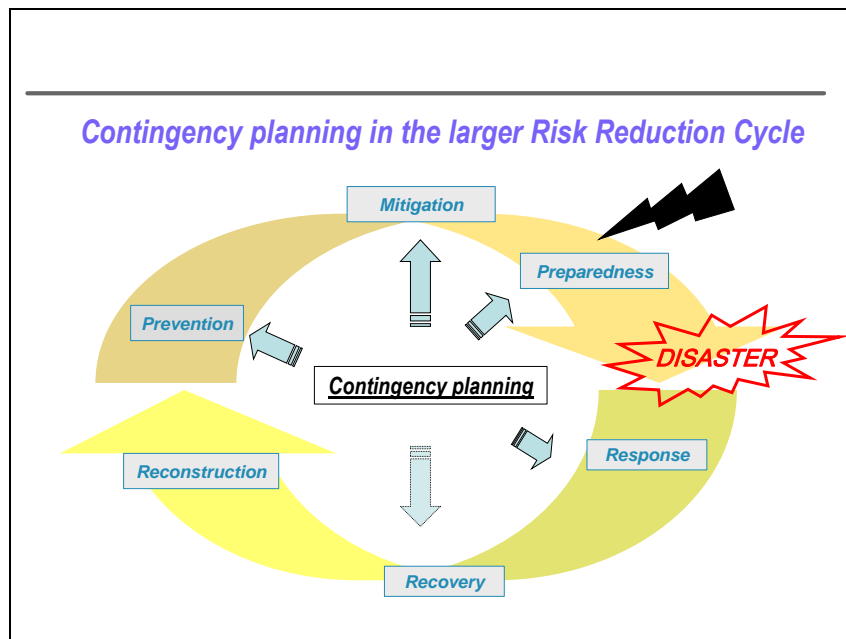 Contingency planning in the larger Risk Reduction Cycle
Mitigation
Preparedness
Prevention
DISASTER
Contingency planning
Response
Reconstruction
Recovery